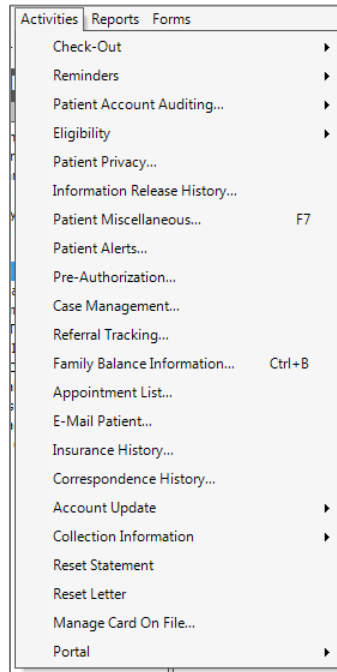 Activities Reports Forms
Check-Out
Reminders
Patient Account Auditing...
Eligibility
Patient Privacy...
Information Release History...
Patient Miscellaneous... F7
Patient Alerts...
Pre-Authorization...
Case Management...
Referral Tracking...
Family Balance Information... Ctrl+B
Appointment List...
E-Mail Patient...
Insurance History...
Correspondence History...
Account Update
Collection Information
Reset Statement
Reset Letter
Manage Card On File...
Portal